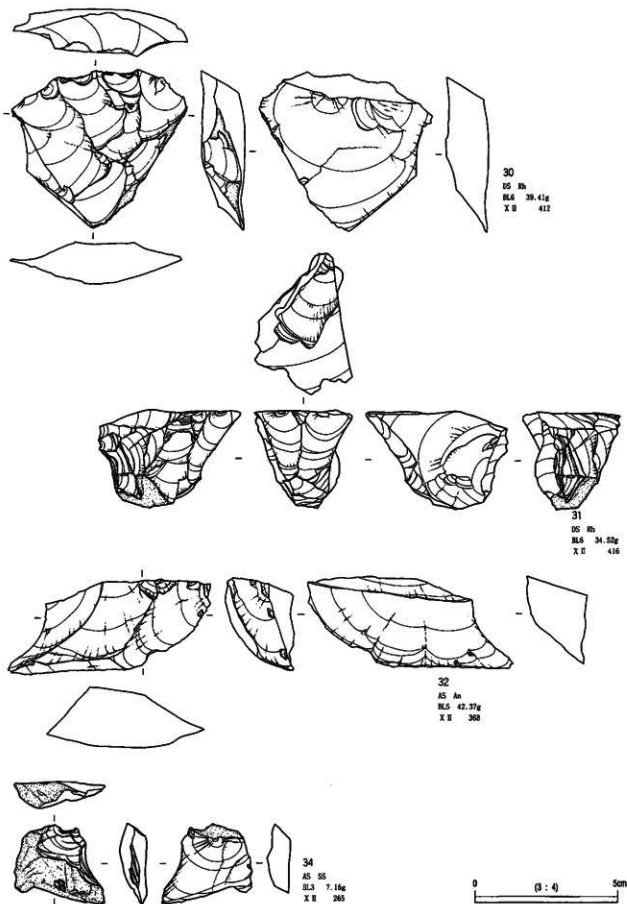 30
DS Rh
BL6 39.41g
X II 412
31
DS Rh
BL6 34.52g
X II 416
32
AS An
BL5 42.37g
X II 368
34
AS SS
BL3 7.16g
X II 265
0 (3 : 4) 5cm